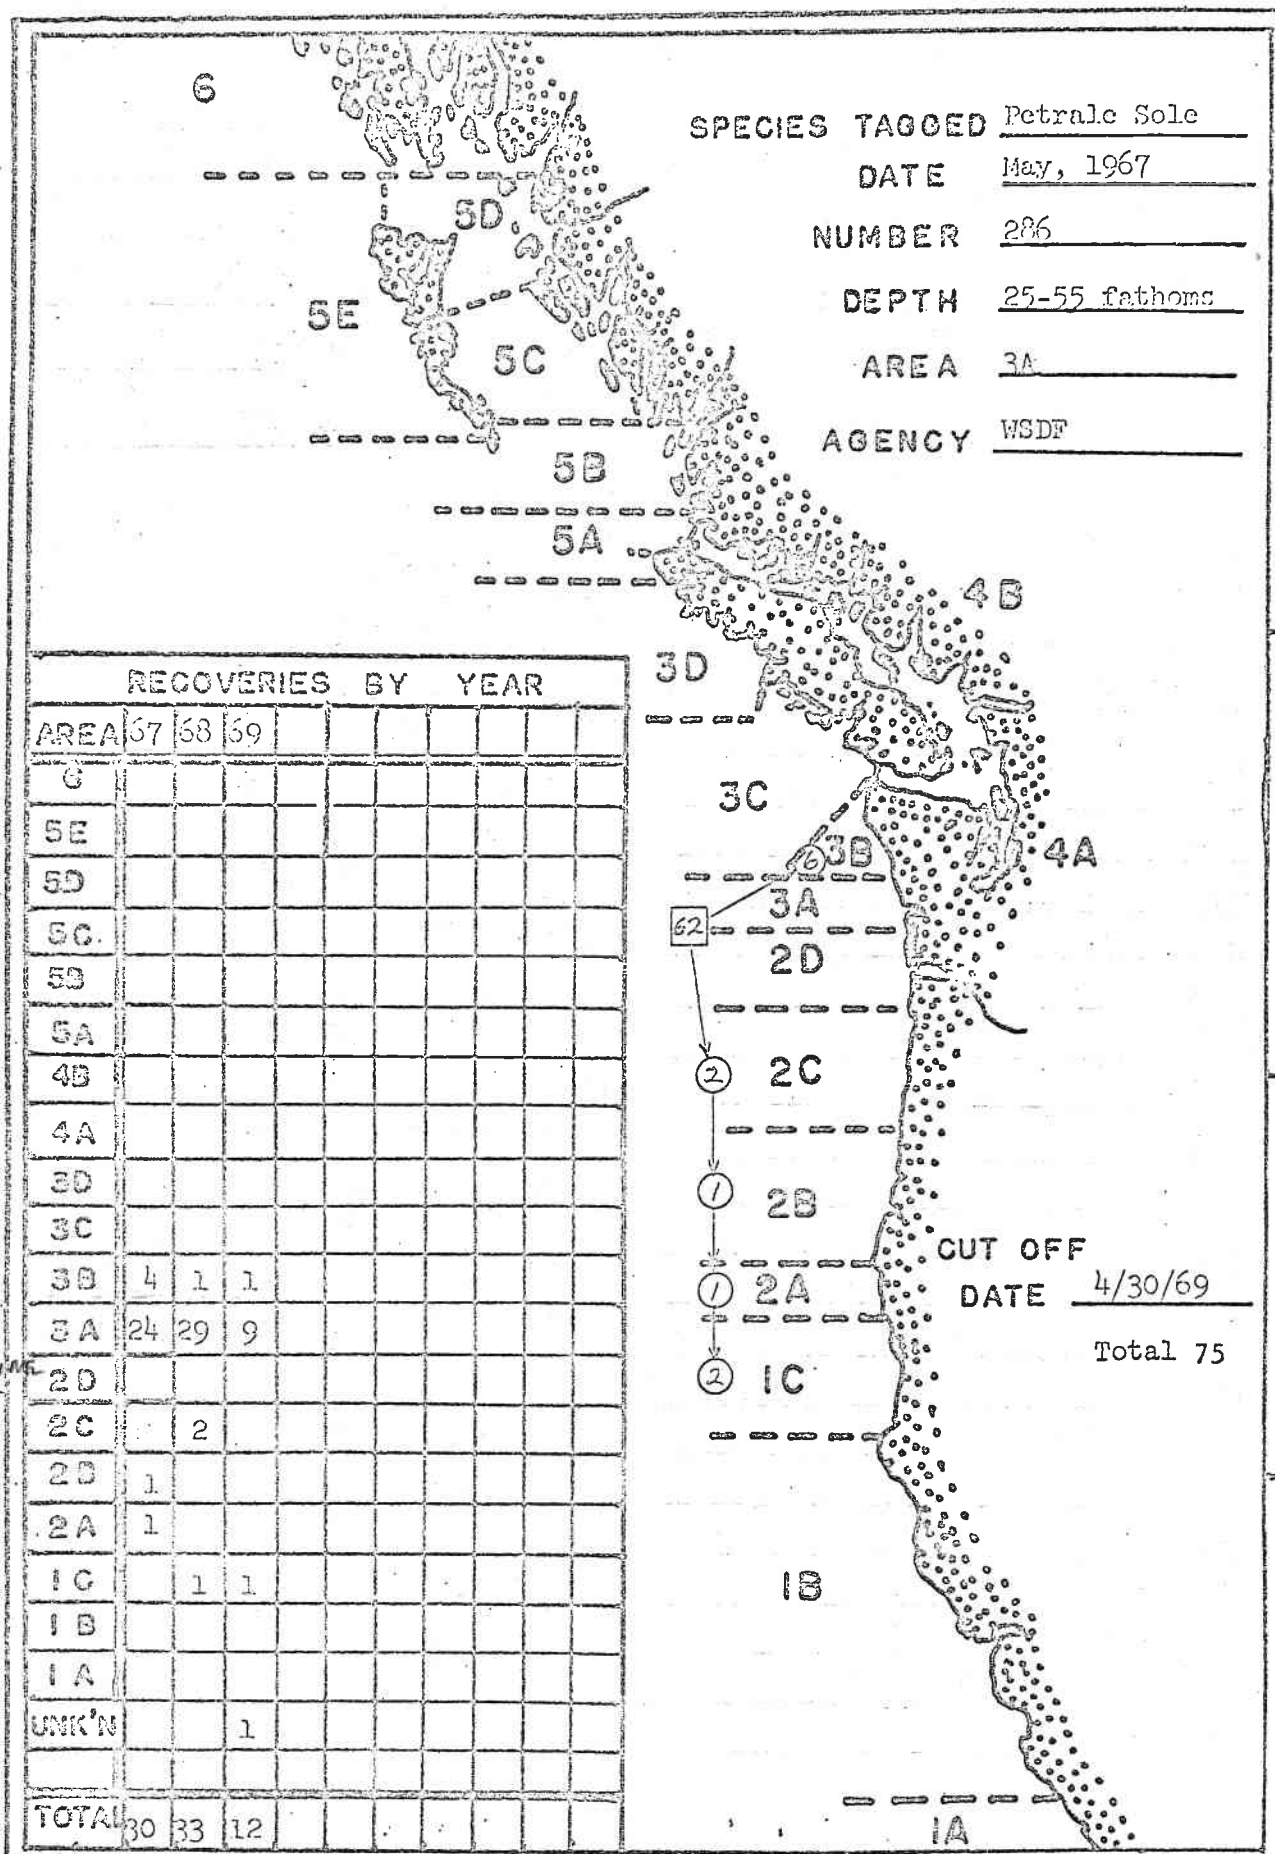 6
SPECIES TAGGED Petrale Sole
DATE May, 1967
NUMBER 286
DEPTH 25-55 fathoms
AREA 3A
AGENCY WSDF
5D
5E
5C
5B
5A
4B
3D
3C
3B
6
4A
3A
62
2D
2 2C
1 2B
1 2A
2 1C
CUT OFF
DATE 4/30/69
Total 75
1B
1A
RECOVERIES BY YEAR
AREA 67 68 69
6
5E
5D
5C.
5B
5A
4B
4A
3D
3C
3B 4 1 1
3A 24 29 9
2D
2C 2
2B 1
2A 1
1C 1 1
1B
1A
UNK'N 1
TOTAL 30 33 12